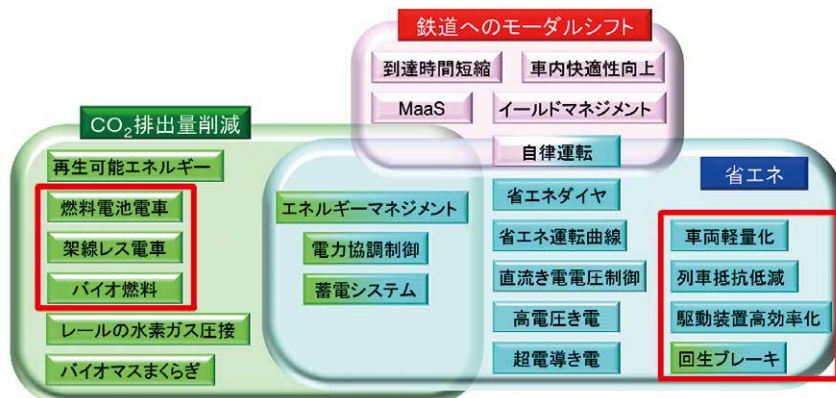 鉄道へのモーダルシフト
到達時間短縮
車内快適性向上
MaaS
イールドマネジメント
自律運転
CO₂排出量削減
再生可能エネルギー
燃料電池電車
架線レス電車
バイオ燃料
レールの水素ガス圧接
バイオマスまくらぎ
エネルギーマネジメント
電力協調制御
蓄電システム
省エネ
省エネダイヤ
省エネ運転曲線
直流き電電圧制御
高電圧き電
超電導き電
車両軽量化
列車抵抗低減
駆動装置高効率化
回生ブレーキ